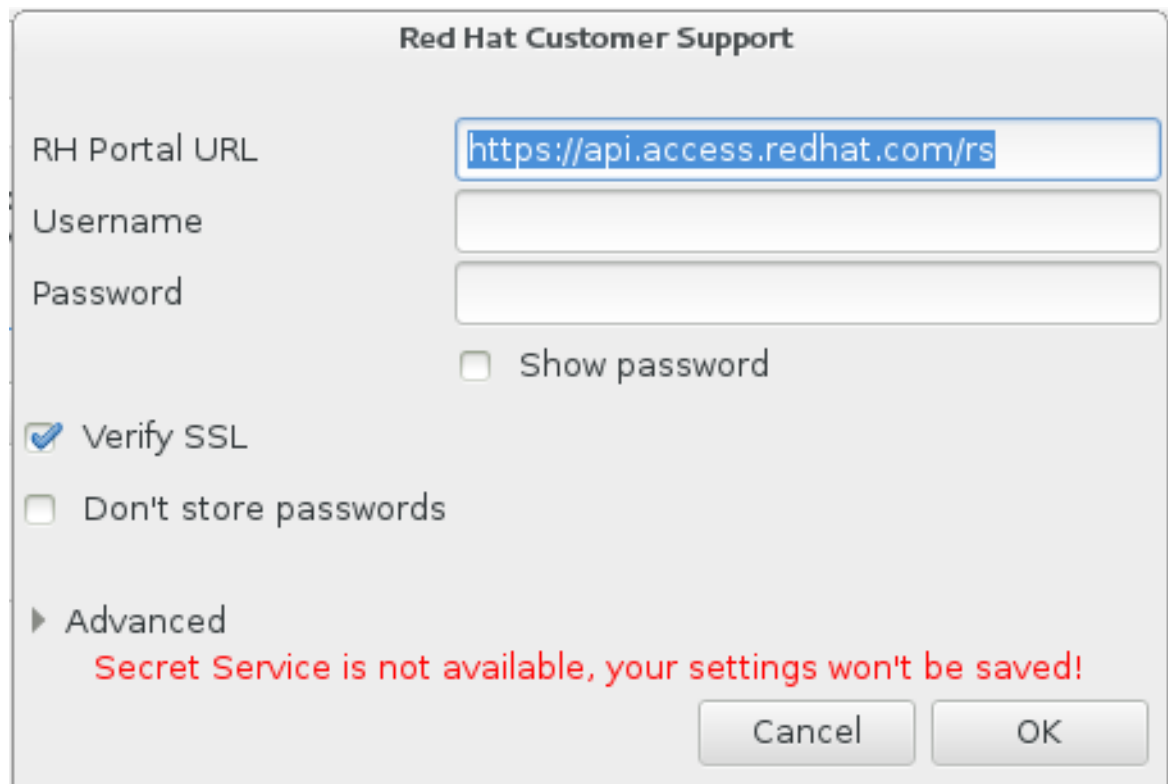 Red Hat Customer Support
RH Portal URL https://api.access.redhat.com/rs
Username
Password
Show password
Verify SSL
Don't store passwords
Advanced
Secret Service is not available, your settings won't be saved!
Cancel OK